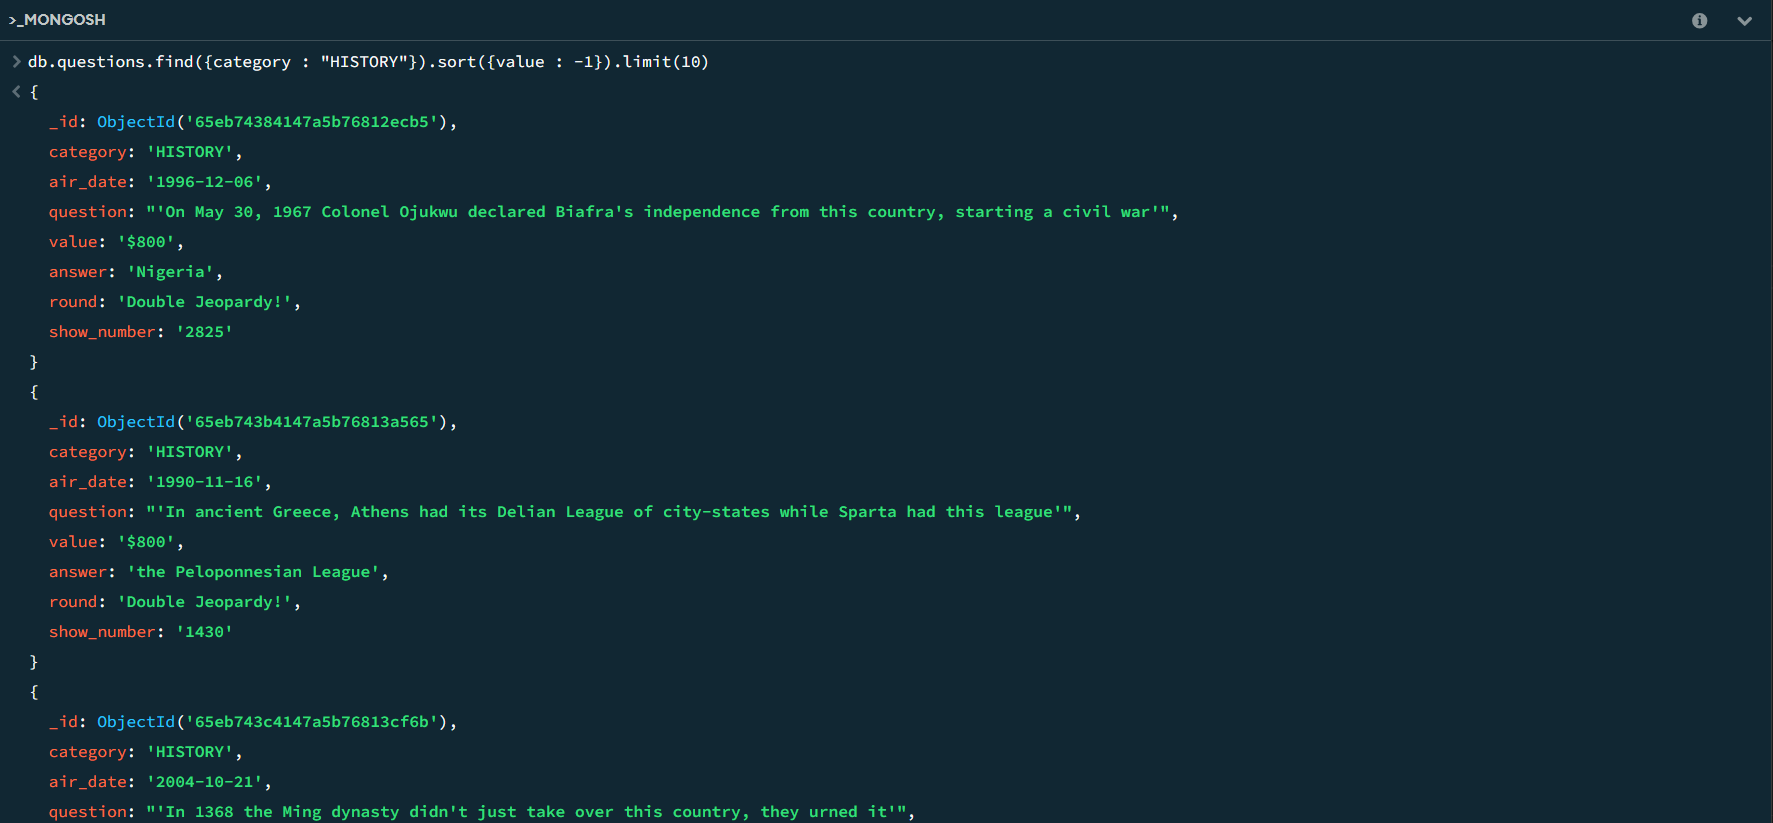 >_MONGOSH
db.questions.find({category : "HISTORY"}).sort({value : -1}).limit(10)
{
_id: ObjectId('65eb74384147a5b76812ecb5'),
category: 'HISTORY',
air_date: '1996-12-06',
question: "'On May 30, 1967 Colonel Ojukwu declared Biafra's independence from this country, starting a civil war'",
value: '$800',
answer: 'Nigeria',
round: 'Double Jeopardy!',
show_number: '2825'
}
{
_id: ObjectId('65eb743b4147a5b76813a565'),
category: 'HISTORY',
air_date: '1990-11-16',
question: "'In ancient Greece, Athens had its Delian League of city-states while Sparta had this league'",
value: '$800',
answer: 'the Peloponnesian League',
round: 'Double Jeopardy!',
show_number: '1430'
}
{
_id: ObjectId('65eb743c4147a5b76813cf6b'),
category: 'HISTORY',
air_date: '2004-10-21',
question: "'In 1368 the Ming dynasty didn't just take over this country, they urned it'",